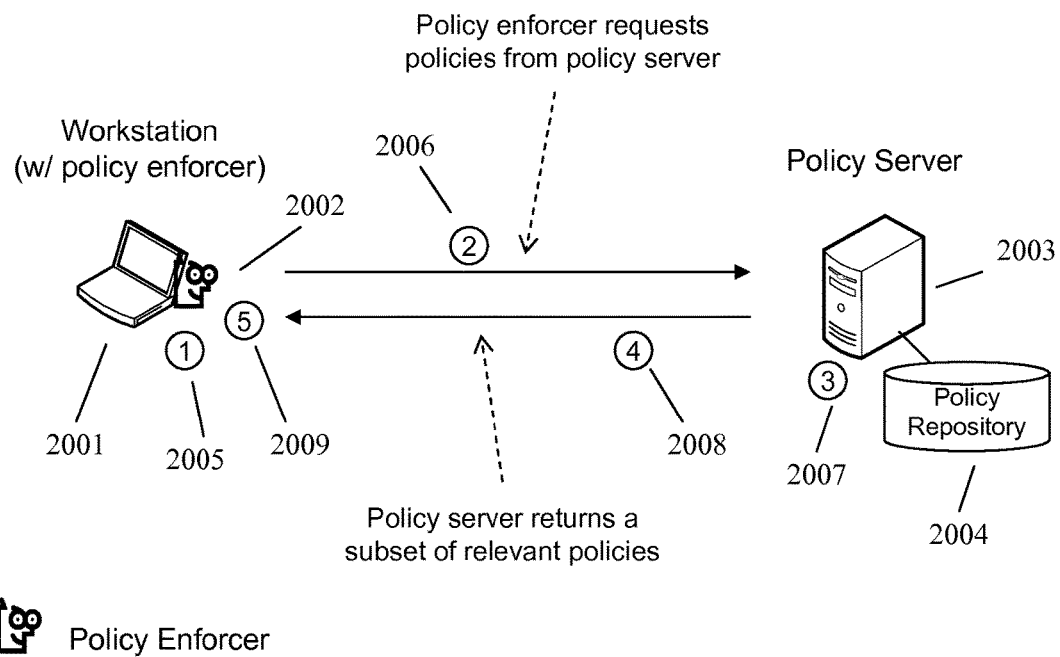 Policy enforcer requests
policies from policy server
Workstation
(w/ policy enforcer)
2006
Policy Server
2002
2
2003
5
1
4
3
Policy
Repository
2001
2005
2009
2008
2007
2004
Policy server returns a
subset of relevant policies
Policy Enforcer